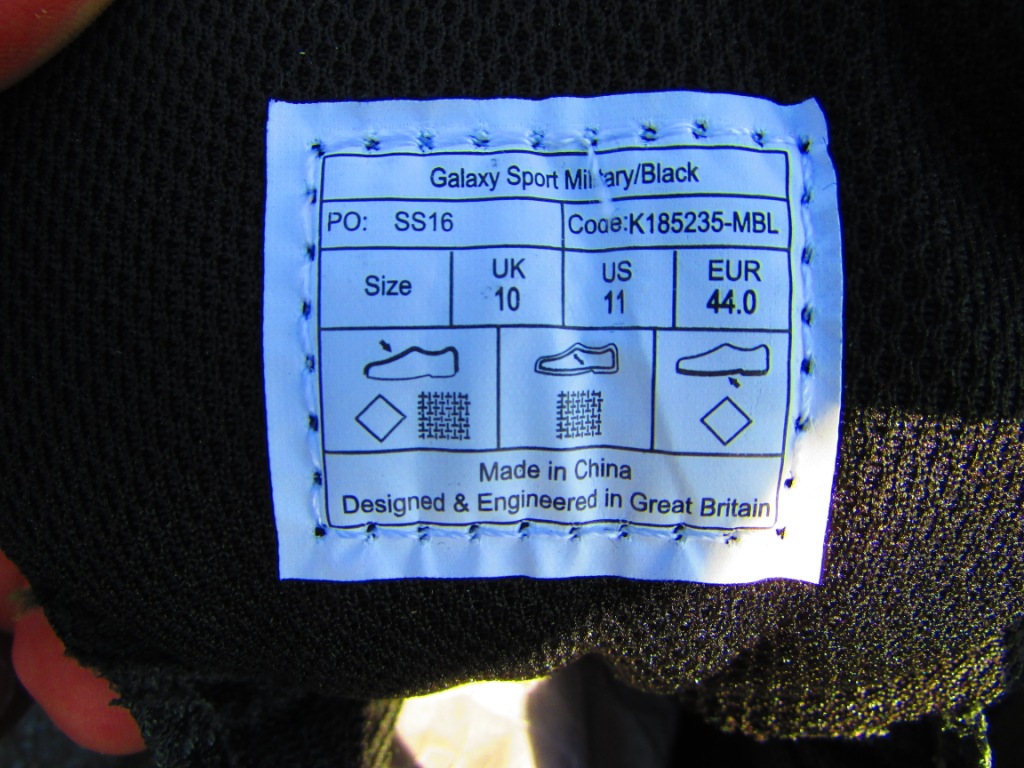 Galaxy Sport Military/Black
PO: SS16 Code:K185235-MBL
Size UK 10 US 11 EUR 44.0
Made in China
Designed & Engineered in Great Britain